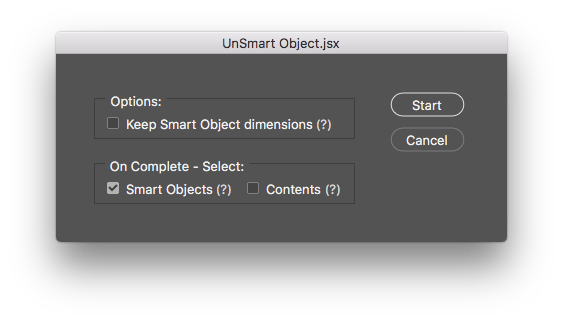 UnSmart Object.jsx
Options:
Keep Smart Object dimensions (?)
Start
Cancel
On Complete - Select:
Smart Objects (?)
Contents (?)